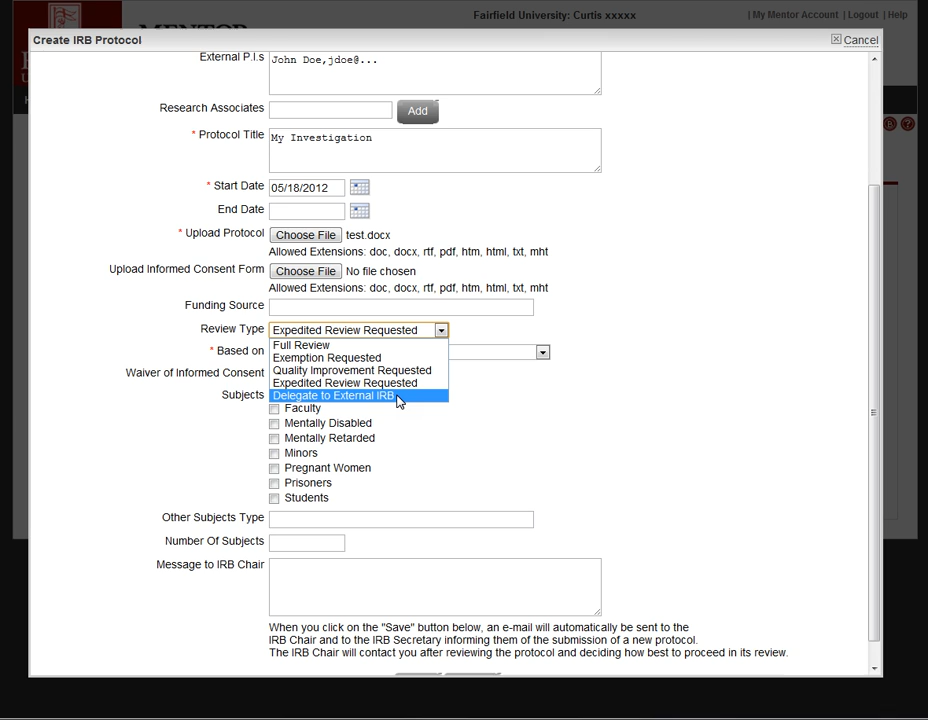 MENTOR
Fairfield University: Curtis xxxxx
| My Mentor Account | Logout | Help
Create IRB Protocol
Cancel
External P.I.s
John Doe,jdoe@...
Research Associates
Add
* Protocol Title
My Investigation
* Start Date
05/18/2012
End Date
* Upload Protocol
Choose File test.docx
Allowed Extensions: doc, docx, rtf, pdf, htm, html, txt, mht
Upload Informed Consent Form
Choose File No file chosen
Allowed Extensions: doc, docx, rtf, pdf, htm, html, txt, mht
Funding Source
Review Type
Expedited Review Requested
Full Review
* Based on
Exemption Requested
Waiver of Informed Consent
Quality Improvement Requested
Expedited Review Requested
Subjects
Delegate to External IRB
Faculty
Mentally Disabled
Mentally Retarded
Minors
Pregnant Women
Prisoners
Students
Other Subjects Type
Number Of Subjects
Message to IRB Chair
When you click on the "Save" button below, an e-mail will automatically be sent to the
IRB Chair and to the IRB Secretary informing them of the submission of a new protocol.
The IRB Chair will contact you after reviewing the protocol and deciding how best to proceed in its review.